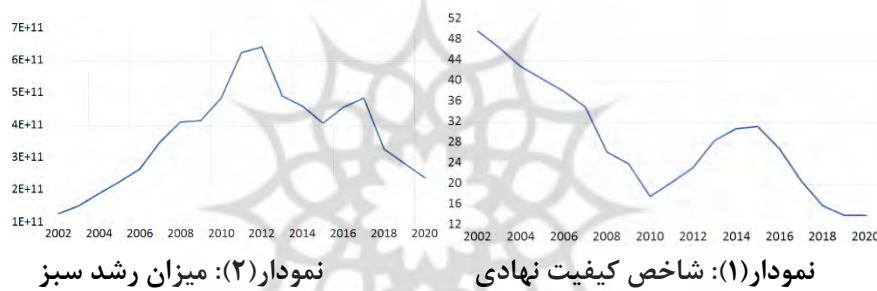 7E+11
6E+11
5E+11
4E+11
3E+11
2E+11
1E+11
2002 2004 2006 2008 2010 2012 2014 2016 2018 2020
52
48
44
40
36
32
28
24
20
16
12
2002 2004 2006 2008 2010 2012 2014 2016 2018 2020
نمودار(۱): شاخص کیفیت نهادی
نمودار(۲): میزان رشد سبز